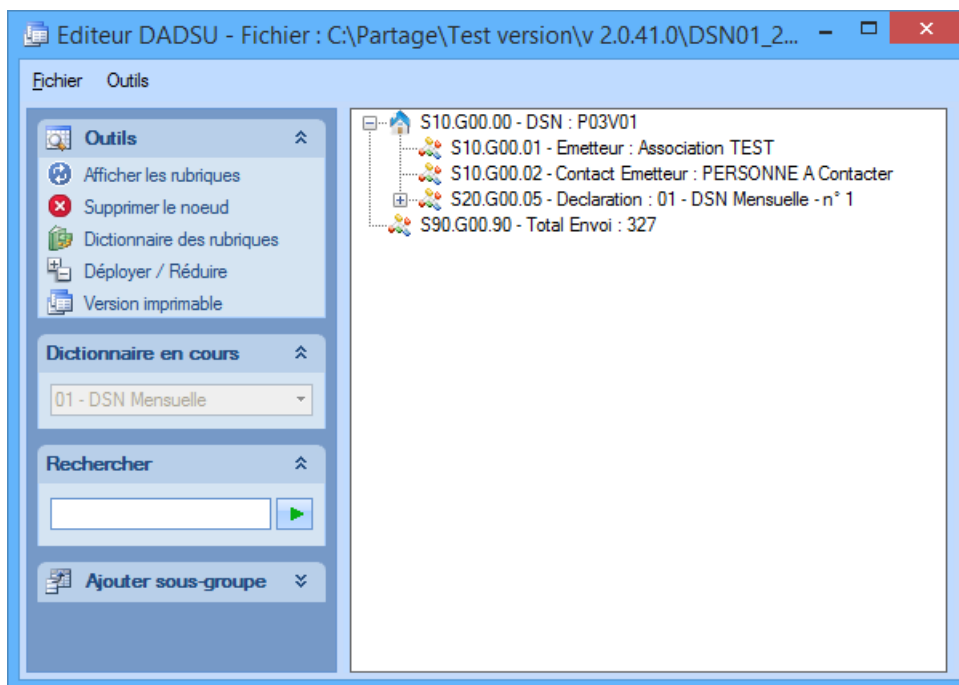 Editeur DADSU - Fichier : C:\Partage\Test version\v 2.0.41.0\DSN01_2...
Fichier Outils
Outils
Afficher les rubriques
Supprimer le noeud
Dictionnaire des rubriques
Déployer / Réduire
Version imprimable
Dictionnaire en cours
01 - DSN Mensuelle
Rechercher
Ajouter sous-groupe
S10.G00.00 - DSN : P03V01
S10.G00.01 - Emetteur : Association TEST
S10.G00.02 - Contact Emetteur : PERSONNE A Contacter
S20.G00.05 - Declaration : 01 - DSN Mensuelle - n° 1
S90.G00.90 - Total Envoi : 327